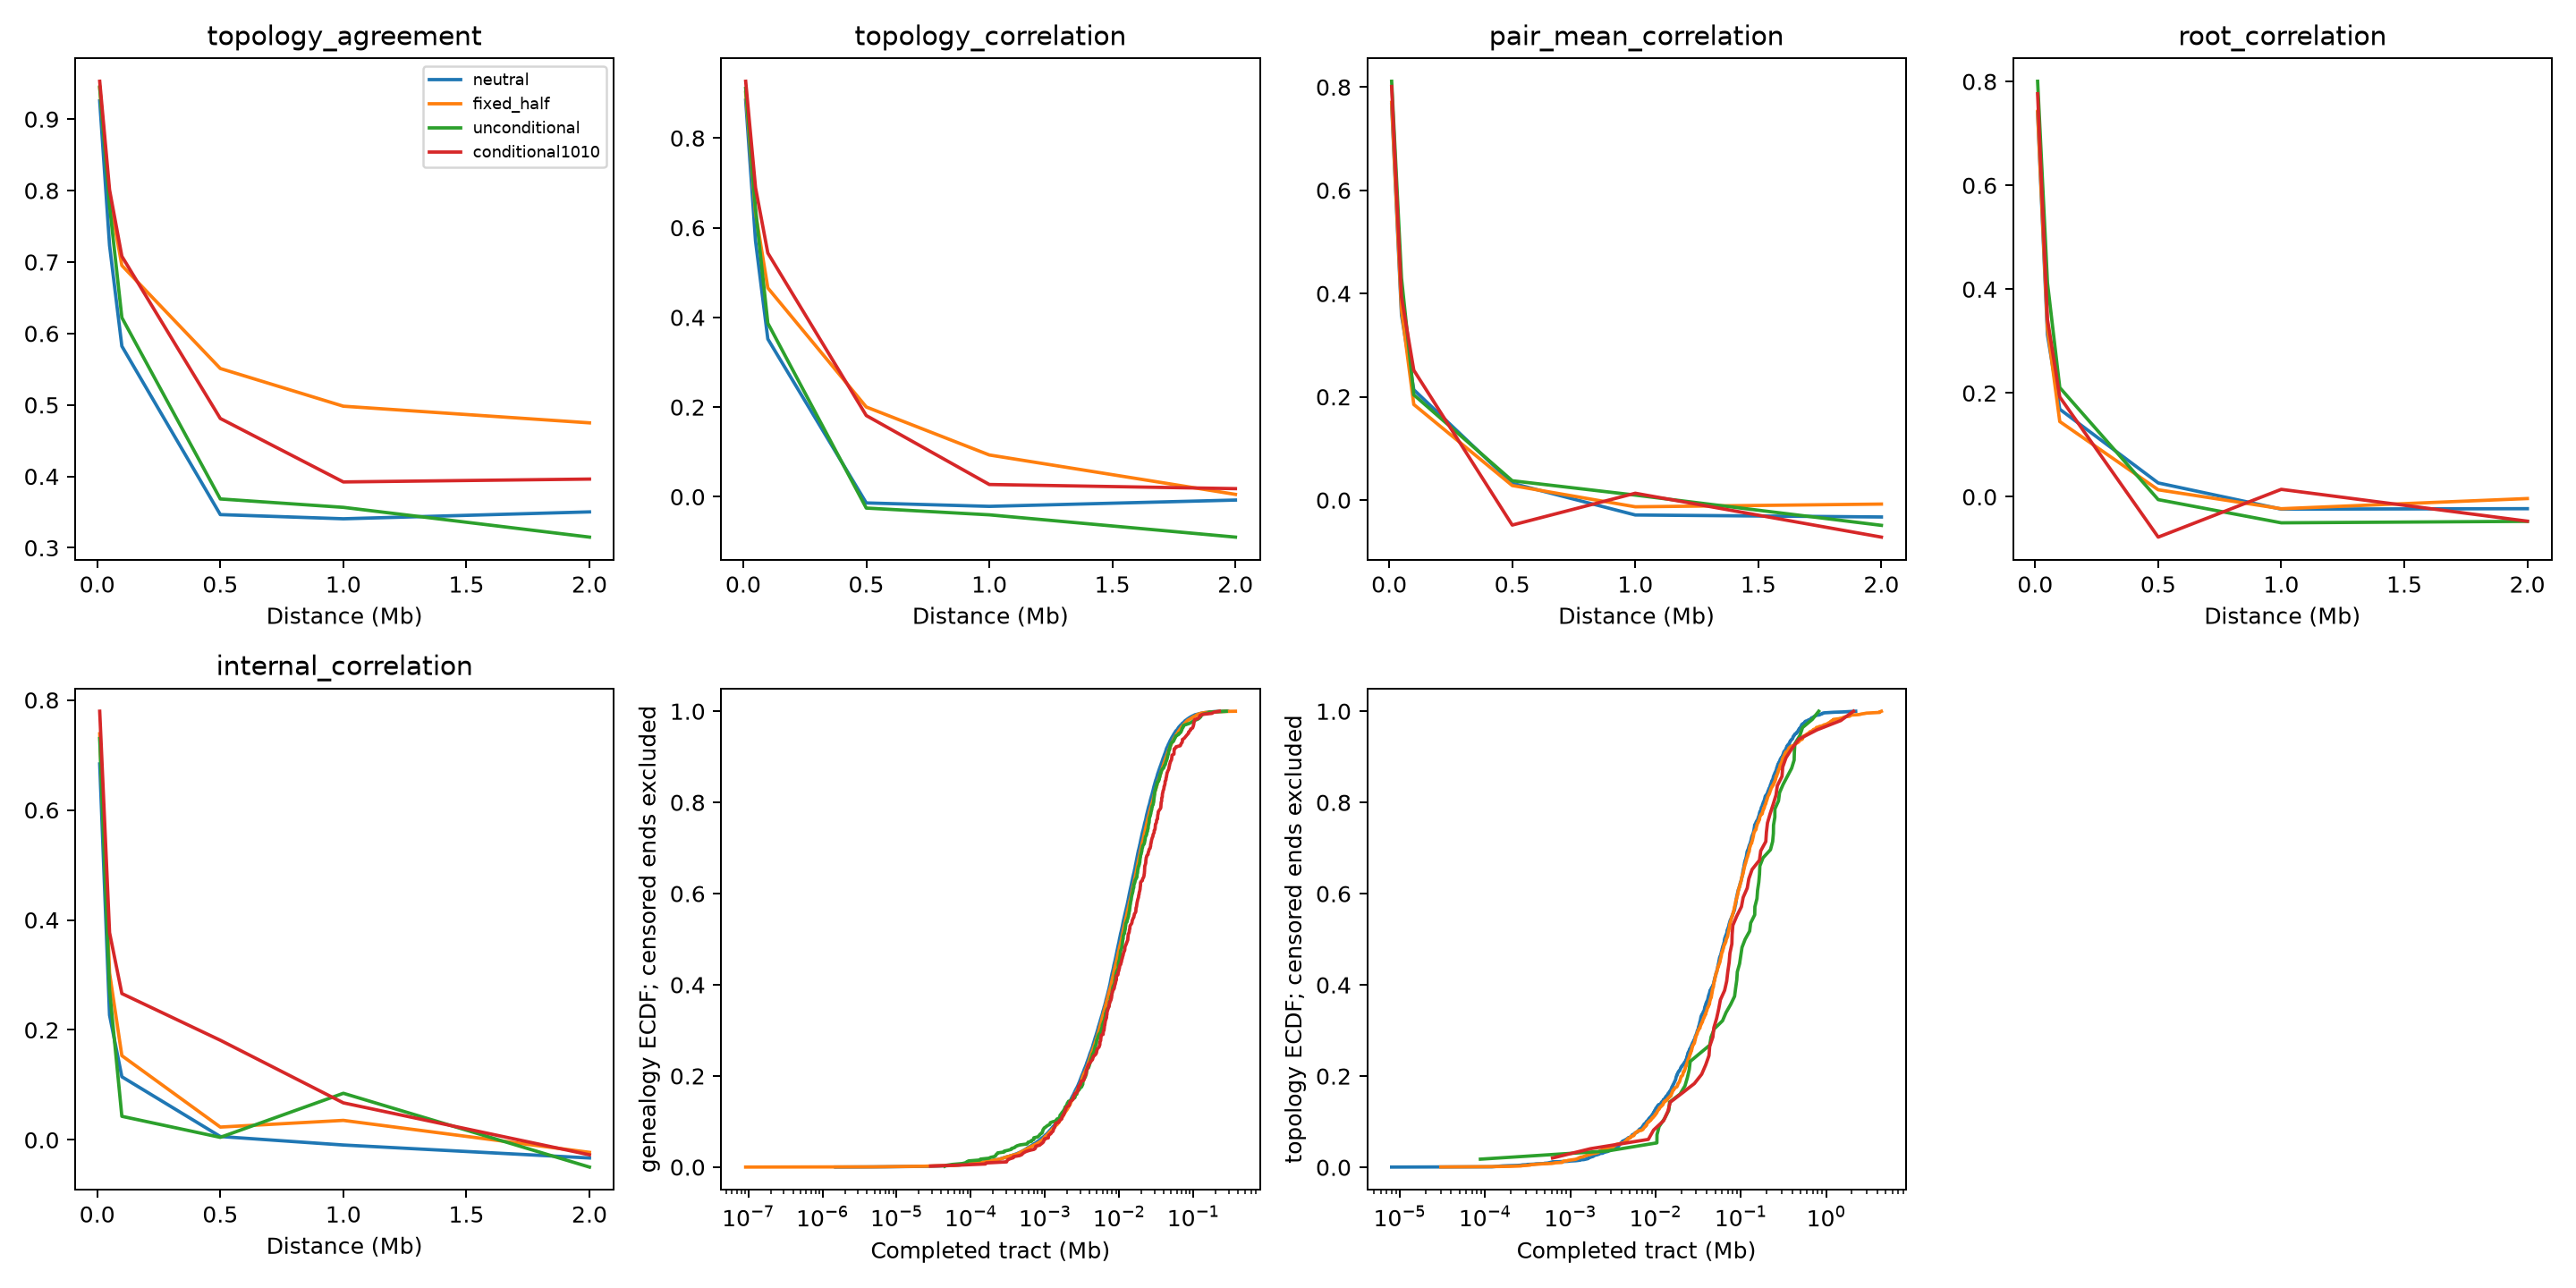 topology_agreement
0.9
0.8
0.7
0.6
0.5
0.4
0.3
neutral
fixed_half
unconditional
conditional1010
0.0 0.5 1.0 1.5 2.0
Distance (Mb)
topology_correlation
0.8
0.6
0.4
0.2
0.0
0.0 0.5 1.0 1.5 2.0
Distance (Mb)
pair_mean_correlation
0.8
0.6
0.4
0.2
0.0
0.0 0.5 1.0 1.5 2.0
Distance (Mb)
root_correlation
0.8
0.6
0.4
0.2
0.0
0.0 0.5 1.0 1.5 2.0
Distance (Mb)
internal_correlation
0.8
0.6
0.4
0.2
0.0
0.0 0.5 1.0 1.5 2.0
Distance (Mb)
genealogy ECDF; censored ends excluded
1.0
0.8
0.6
0.4
0.2
0.0
10⁻⁷ 10⁻⁶ 10⁻⁵ 10⁻⁴ 10⁻³ 10⁻² 10⁻¹
Completed tract (Mb)
topology ECDF; censored ends excluded
1.0
0.8
0.6
0.4
0.2
0.0
10⁻⁵ 10⁻⁴ 10⁻³ 10⁻² 10⁻¹ 10⁰
Completed tract (Mb)